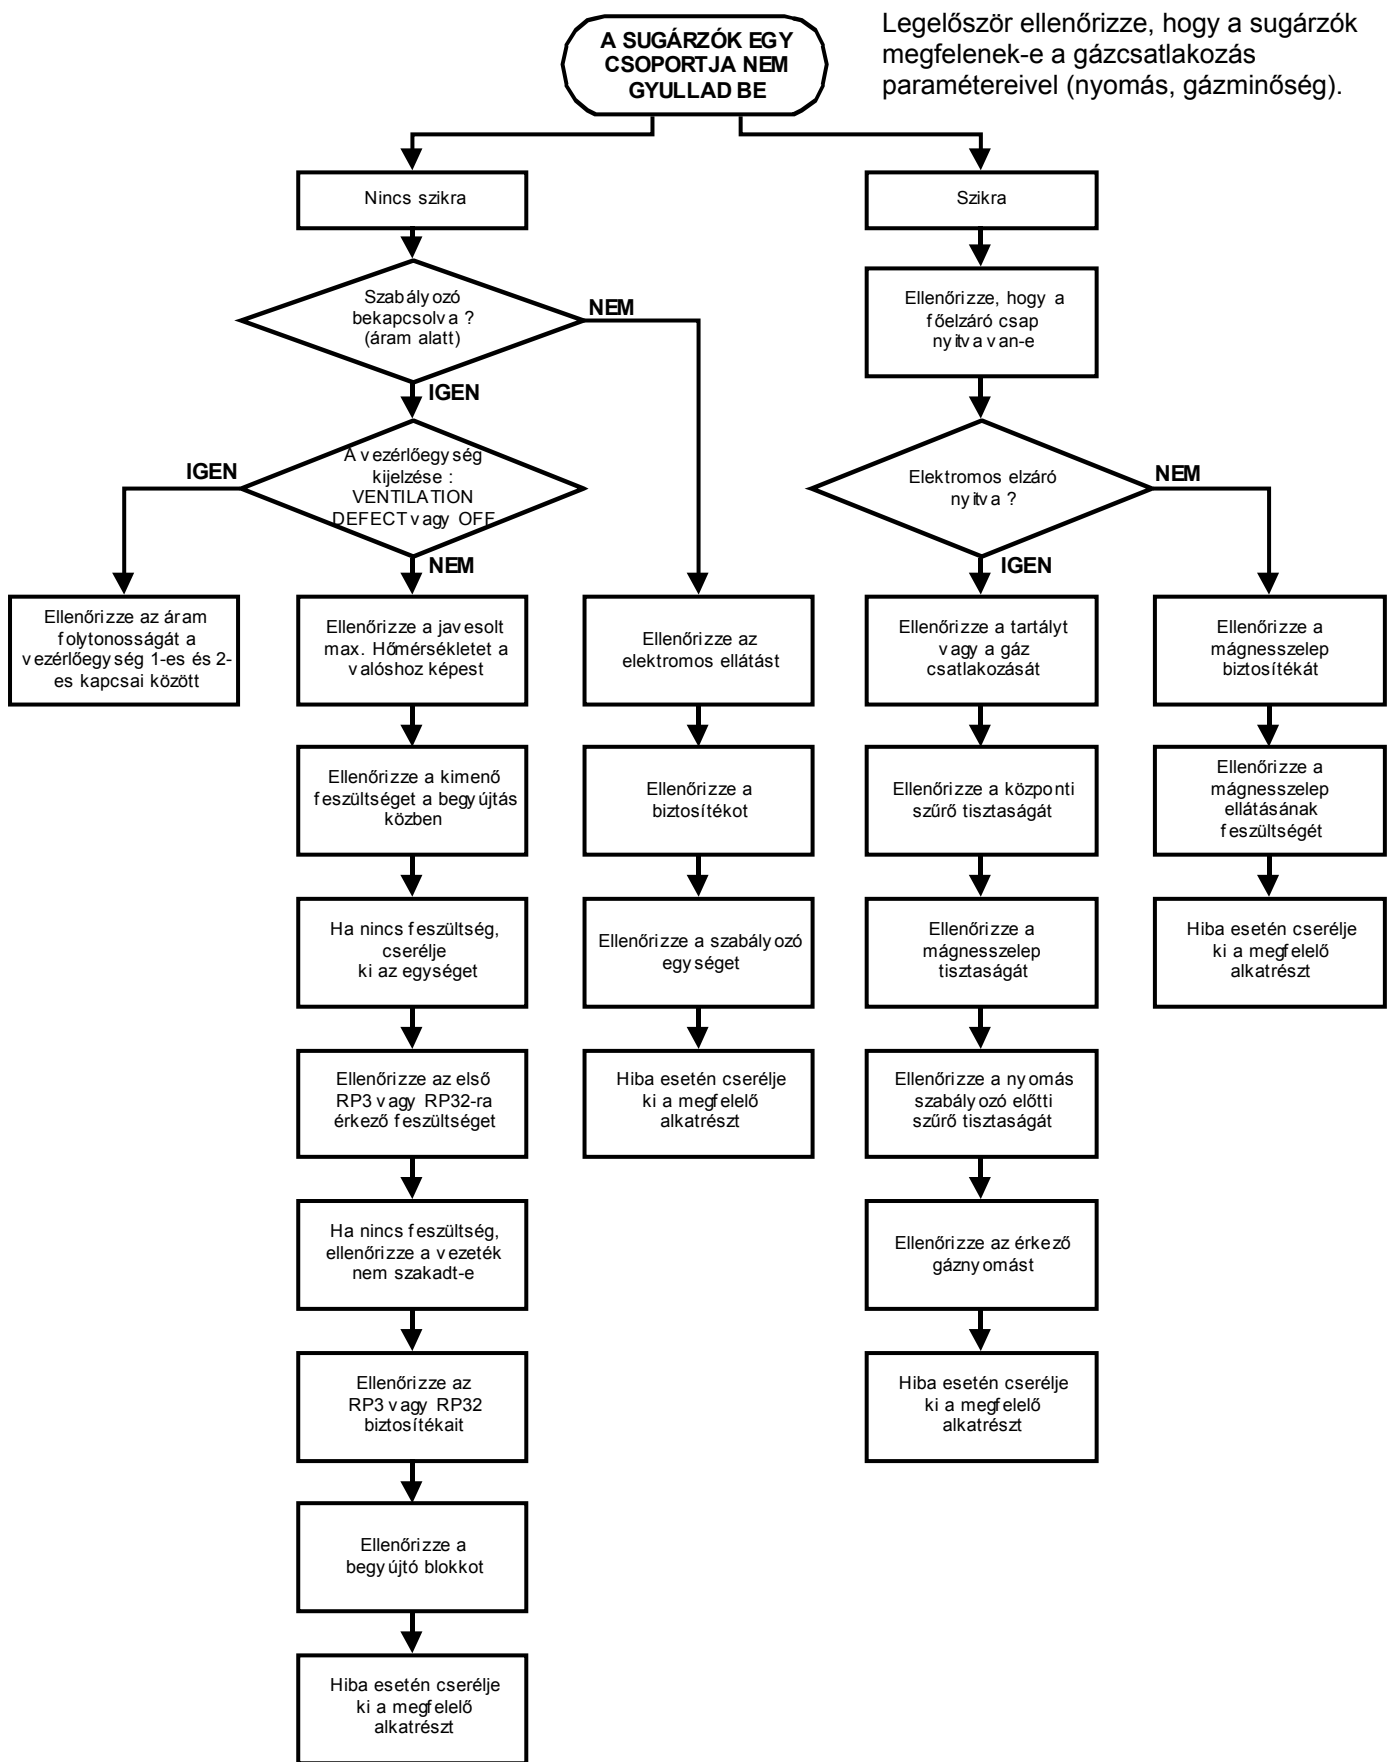 Legelőször ellenőrizze, hogy a sugárzók
megfelenek-e a gázcsatlakozás
paramétereivel (nyomás, gázminőség).
A SUGÁRZÓK EGY
CSOPORTJA NEM
GYULLAD BE
Nincs szikra
Szikra
Szabályozó
bekapcsolva ?
(áram alatt)
NEM
IGEN
Ellenőrizze, hogy a
főelzáró csap
nyitva van-e
A vezérlőegység
kijelzése :
VENTILATION
DEFECT vagy OFF
IGEN
NEM
Elektromos elzáró
nyitva ?
NEM
IGEN
Ellenőrizze az áram
folytonosságát a
vezérlőegység 1-es és 2-
es kapcsai között
Ellenőrizze a javesolt
max. Hőmérsékletet a
valóshoz képest
Ellenőrizze az
elektromos ellátást
Ellenőrizze a tartályt
vagy a gáz
csatlakozását
Ellenőrizze a
mágnesszelep
biztosítékát
Ellenőrizze a kimenő
feszültséget a begyújtás
közben
Ellenőrizze a
biztosítékot
Ellenőrizze a központi
szűrő tisztaságát
Ellenőrizze a
mágnesszelep
ellátásának
feszültségét
Ha nincs feszültség,
cserélje
ki az egységet
Ellenőrizze a szabályozó
egységet
Ellenőrizze a
mágnesszelep
tisztaságát
Hiba esetén cserélje
ki a megfelelő
alkatrészt
Ellenőrizze az első
RP3 vagy RP32-ra
érkező feszültséget
Hiba esetén cserélje
ki a megfelelő
alkatrészt
Ellenőrizze a nyomás
szabályozó előtti
szűrő tisztaságát
Ha nincs feszültség,
ellenőrizze a vezeték
nem szakadt-e
Ellenőrizze az érkező
gáznyomást
Ellenőrizze az
RP3 vagy RP32
biztosítékait
Hiba esetén cserélje
ki a megfelelő
alkatrészt
Ellenőrizze a
begyújtó blokkot
Hiba esetén cserélje
ki a megfelelő
alkatrészt